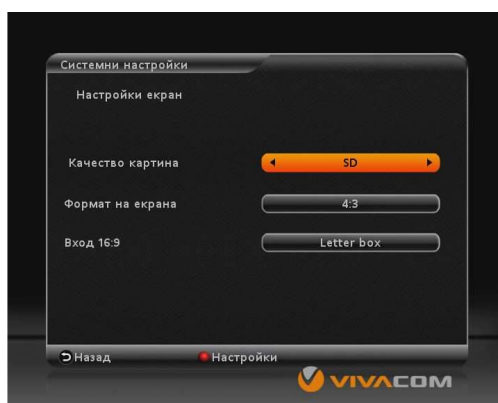 Системни настройки
Настройки екран
Качество картина SD
Формат на екрана 4:3
Вход 16:9 Letter box
Назад Настройки
VIVACOM